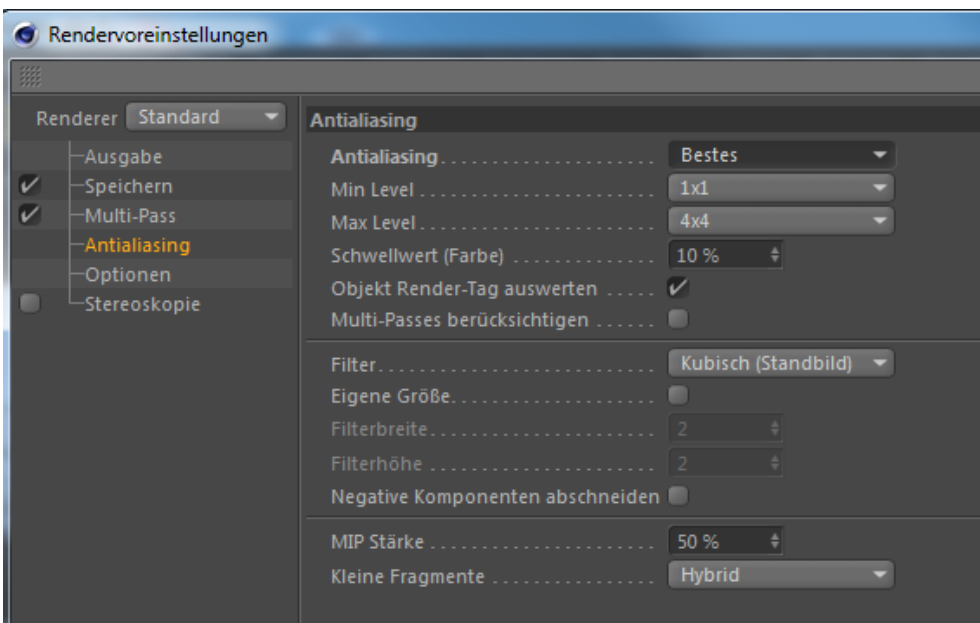 Rendervoreinstellungen
Renderer Standard
Ausgabe
Speichern
Multi-Pass
Antialiasing
Optionen
Stereoskopie
Antialiasing
Antialiasing...................... Bestes
Min Level........................ 1x1
Max Level....................... 4x4
Schwellwert (Farbe).............. 10 %
Objekt Render-Tag auswerten .....
Multi-Passes berücksichtigen ......
Filter............................ Kubisch (Standbild)
Eigene Größe.....................
Filterbreite....................... 2
Filterhöhe....................... 2
Negative Komponenten abschneiden
MIP Stärke...................... 50 %
Kleine Fragmente................ Hybrid